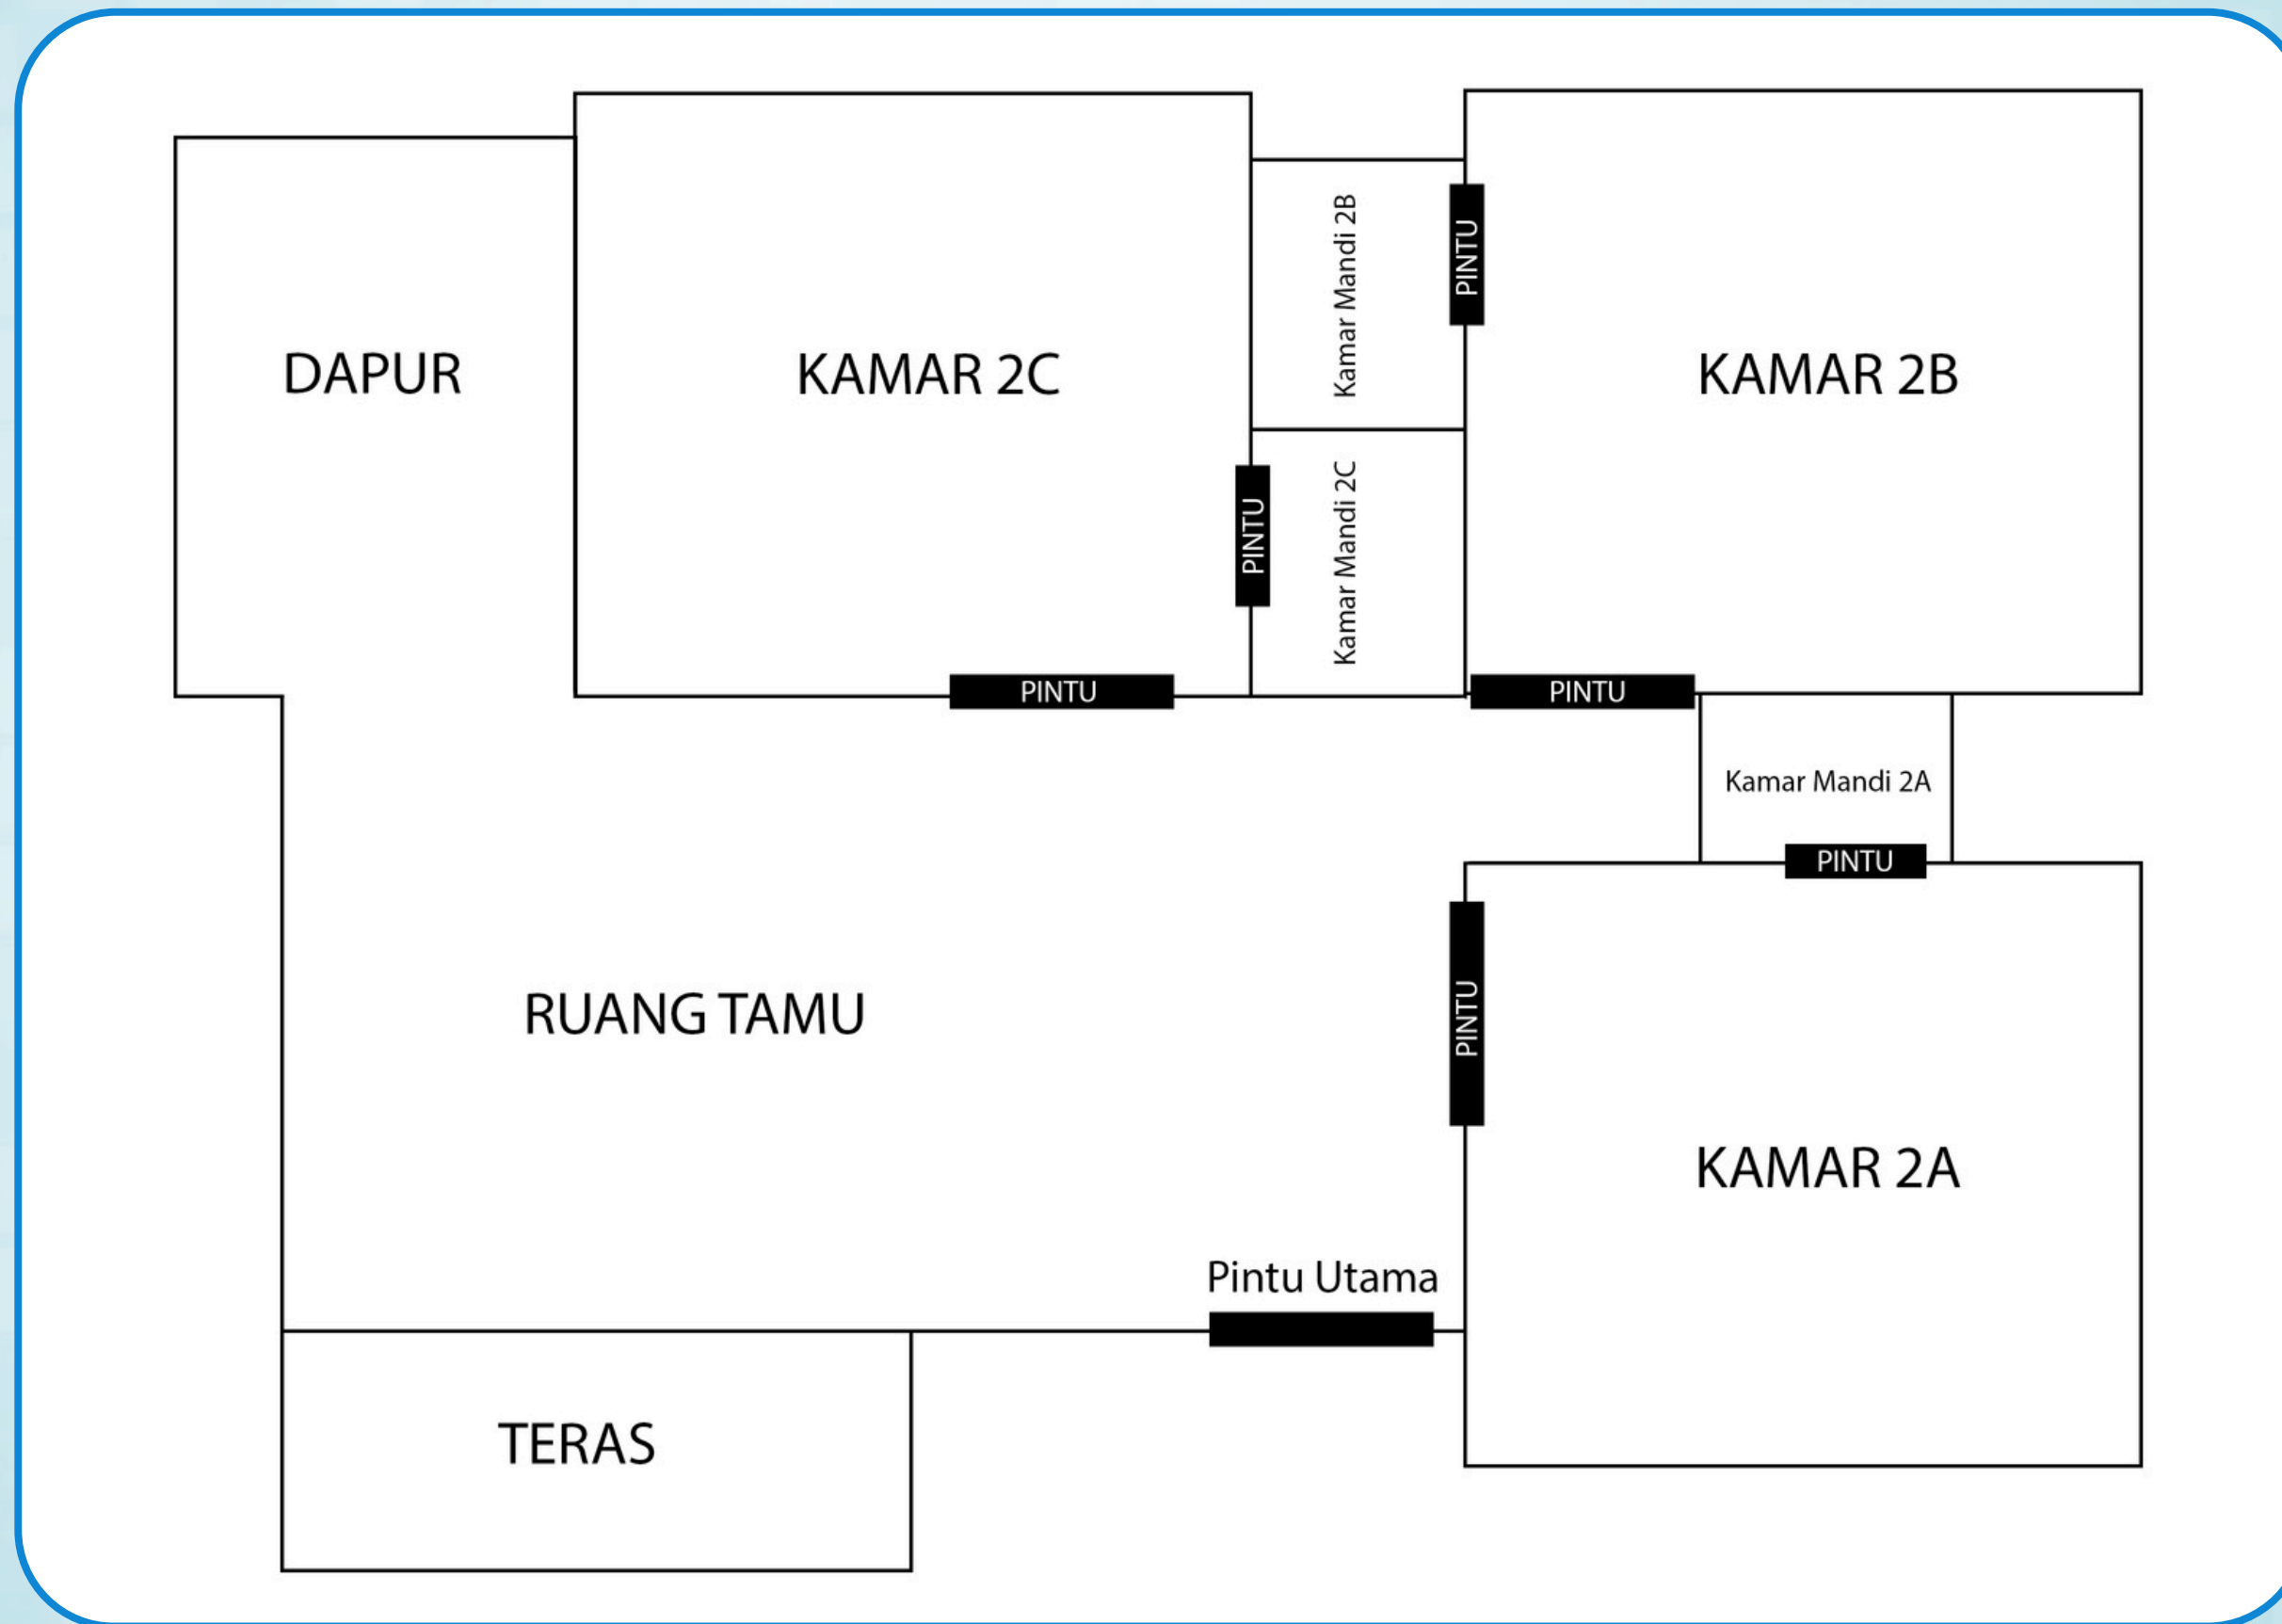 DAPUR
KAMAR 2C
Kamar Mandi 2B
PINTU
KAMAR 2B
PINTU
Kamar Mandi 2C
PINTU
PINTU
Kamar Mandi 2A
PINTU
RUANG TAMU
PINTU
KAMAR 2A
Pintu Utama
TERAS